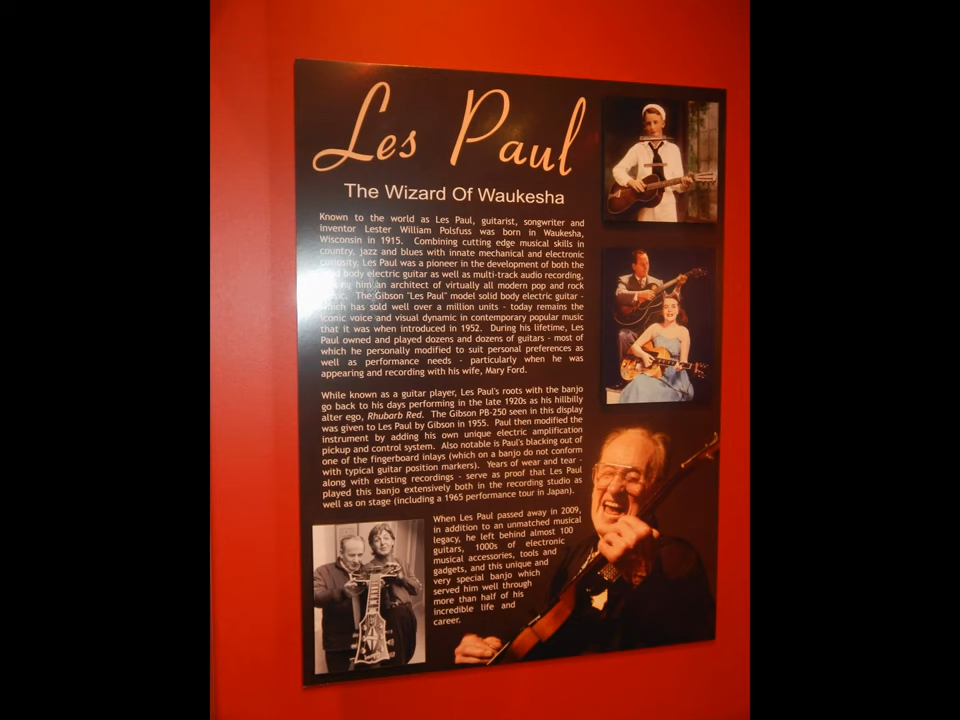 Les Paul
The Wizard Of Waukesha
Known to the world as Les Paul, guitarist, songwriter and
inventor Lester William Polsfuss was born in Waukesha,
Wisconsin in 1915. Combining cutting edge musical skills in
country, jazz and blues with innate mechanical and electronic
curiosity, Les Paul was a pioneer in the development of both the
body electric guitar as well as multi-track audio recording,
him an architect of virtually all modern pop and rock
The Gibson "Les Paul" model solid body electric guitar -
which has sold well over a million units - today remains the
iconic voice and visual dynamic in contemporary popular music
that it was when introduced in 1952. During his lifetime, Les
Paul owned and played dozens and dozens of guitars - most of
which he personally modified to suit personal preferences as
well as performance needs - particularly when he was
appearing and recording with his wife, Mary Ford.
While known as a guitar player, Les Paul's roots with the banjo
go back to his days performing in the late 1920s as his hillbilly
alter ego, Rhubarb Red. The Gibson PB-250 seen in this display
was given to Les Paul by Gibson in 1955. Paul then modified the
instrument by adding his own unique electric amplification
pickup and control system. Also notable is Paul's blacking out of
one of the fingerboard inlays (which on a banjo do not conform
with typical guitar position markers). Years of wear and tear -
along with existing recordings - serve as proof that Les Paul
played this banjo extensively both in the recording studio as
well as on stage (including a 1965 performance tour in Japan).
When Les Paul passed away in 2009,
in addition to an unmatched musical
legacy, he left behind almost 100
guitars, 1000s of electronic
musical accessories, tools and
gadgets, and this unique and
very special banjo which
served him well through
more than half of his
incredible life and
career.